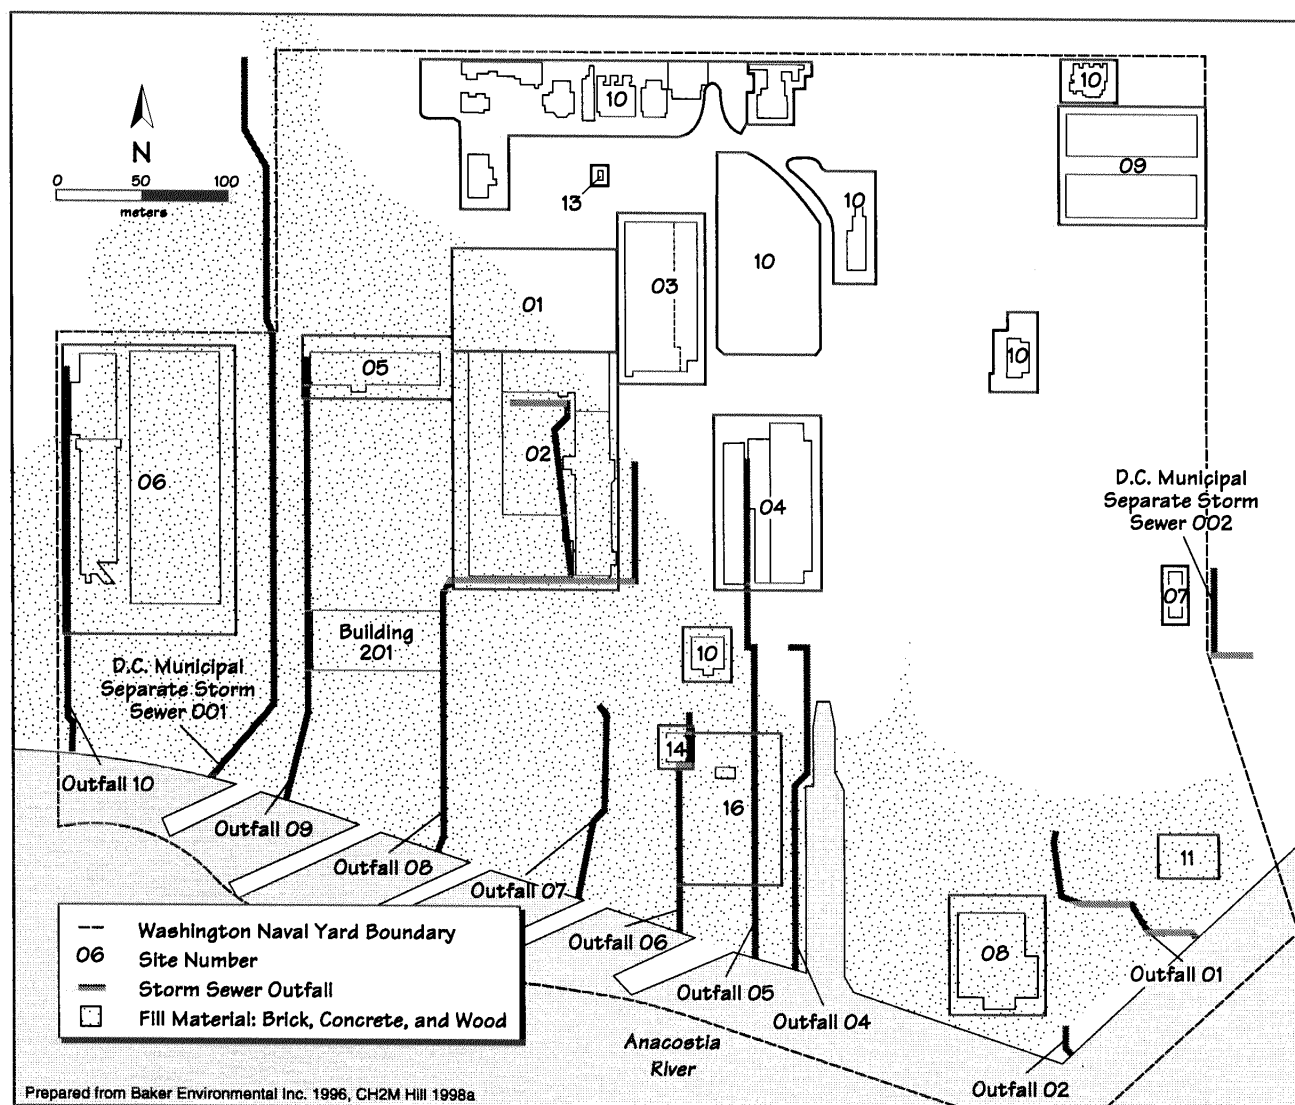 10
10
09
N
0 50 100
meters
13
10
10
01
03
05
10
02
06
04
D.C. Municipal
Separate Storm
Sewer 002
07
Building
201
10
D.C. Municipal
Separate Storm
Sewer 001
14
Outfall 10
16
Outfall 09
Outfall 08
11
Outfall 07
Washington Naval Yard Boundary
06 Site Number
Storm Sewer Outfall
Fill Material: Brick, Concrete, and Wood
Outfall 06
08
Outfall 01
Outfall 05
Outfall 04
Anacostia
River
Outfall 02
Prepared from Baker Environmental Inc. 1996, CH2M Hill 1998a